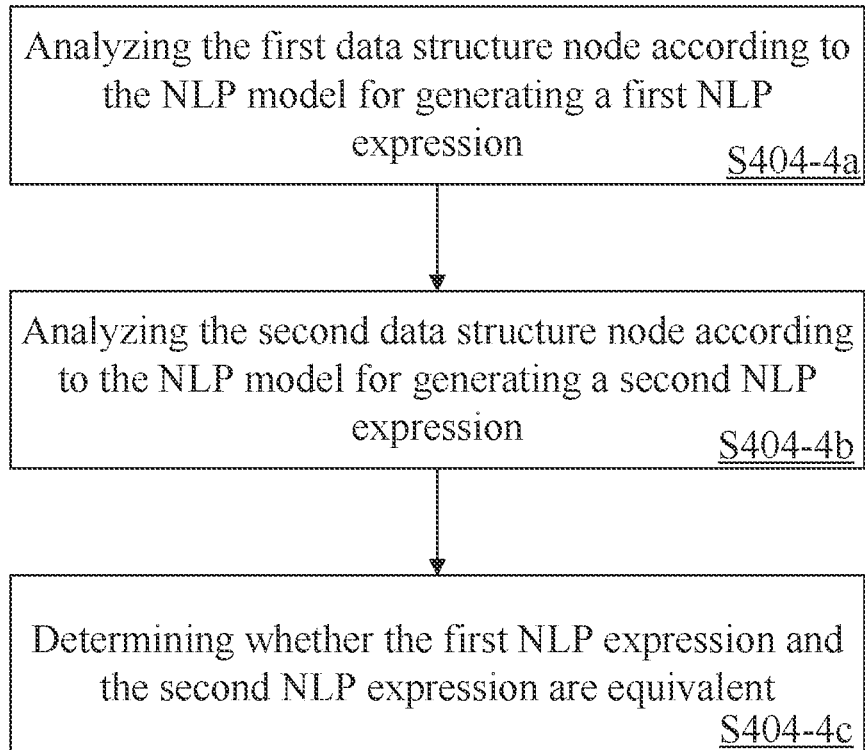 Analyzing the first data structure node according to
the NLP model for generating a first NLP
expression
S404-4a
Analyzing the second data structure node according
to the NLP model for generating a second NLP
expression
S404-4b
Determining whether the first NLP expression and
the second NLP expression are equivalent
S404-4c